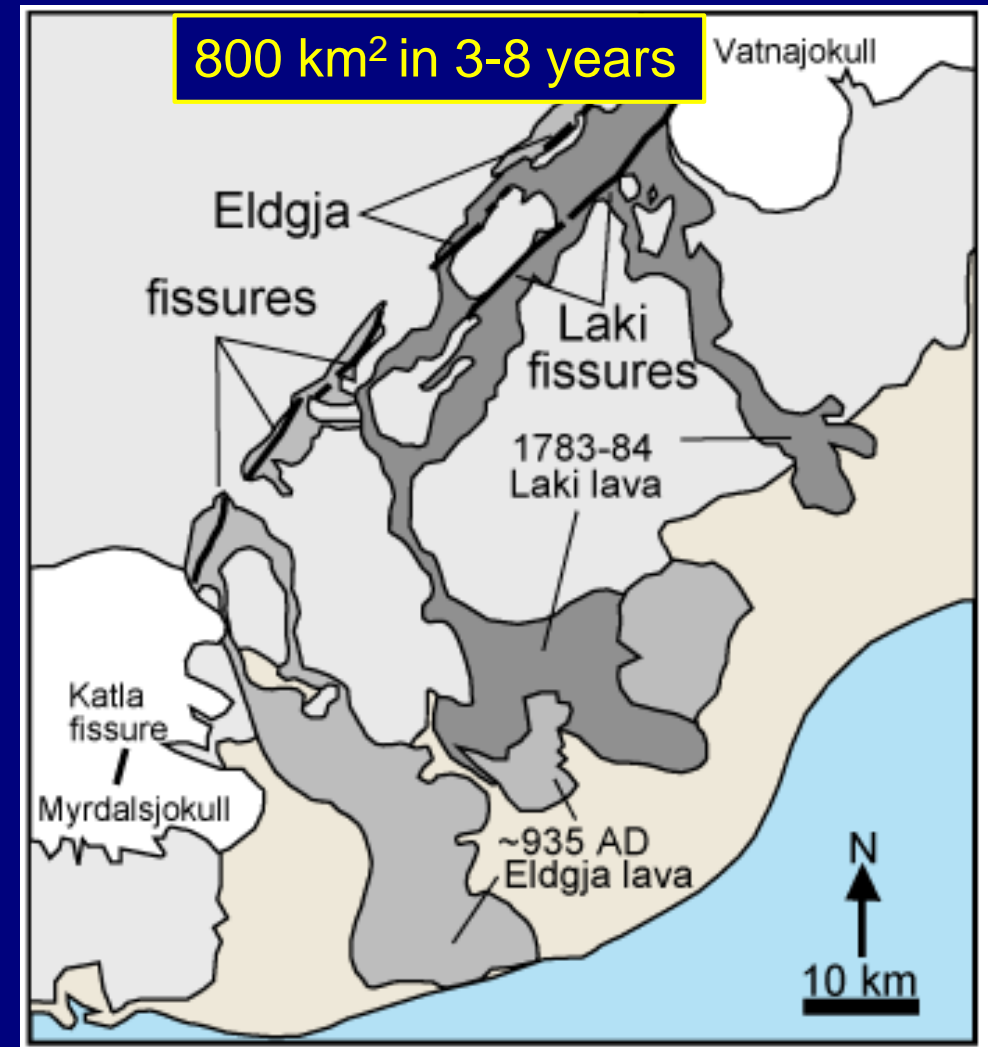 800 km² in 3-8 years
Vatnajokull
Eldgja
fissures
Laki
fissures
1783-84
Laki lava
Katla
fissure
Myrdalsjokull
~935 AD
Eldgja lava
N
10 km